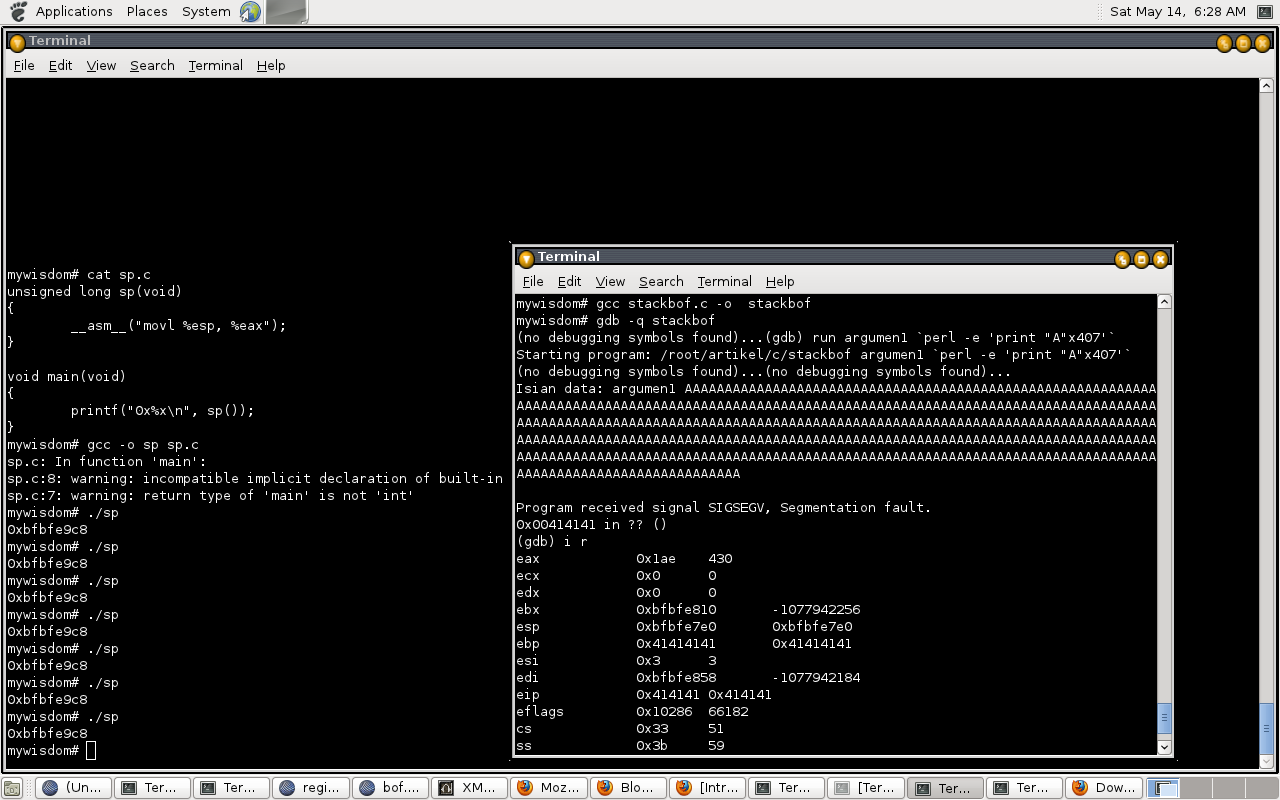 Applications Places System Sat May 14, 6:28 AM
Terminal
File Edit View Search Terminal Help
mywisdom# cat sp.c
unsigned long sp(void)
{
        __asm__("movl %esp, %eax");
}

void main(void)
{
        printf("0x%x\n", sp());
}
mywisdom# gcc -o sp sp.c
sp.c: In function 'main':
sp.c:8: warning: incompatible implicit declaration of built-in
sp.c:7: warning: return type of 'main' is not 'int'
mywisdom# ./sp
0xbfbfe9c8
mywisdom# ./sp
0xbfbfe9c8
mywisdom# ./sp
0xbfbfe9c8
mywisdom# ./sp
0xbfbfe9c8
mywisdom# ./sp
0xbfbfe9c8
mywisdom# ./sp
0xbfbfe9c8
mywisdom# ./sp
0xbfbfe9c8
mywisdom#
Terminal
File Edit View Search Terminal Help
mywisdom# gcc stackbof.c -o  stackbof
mywisdom# gdb -q stackbof
(no debugging symbols found)...(gdb) run argumen1 `perl -e 'print "A"x407'`
Starting program: /root/artikel/c/stackbof argumen1 `perl -e 'print "A"x407'`
(no debugging symbols found)...(no debugging symbols found)...
Isian data: argumen1 AAAAAAAAAAAAAAAAAAAAAAAAAAAAAAAAAAAAAAAAAAAAAAAAAAAAAAAAAAA
AAAAAAAAAAAAAAAAAAAAAAAAAAAAAAAAAAAAAAAAAAAAAAAAAAAAAAAAAAAAAAAAAAAAAAAAAAAAAAAA
AAAAAAAAAAAAAAAAAAAAAAAAAAAAAAAAAAAAAAAAAAAAAAAAAAAAAAAAAAAAAAAAAAAAAAAAAAAAAAAA
AAAAAAAAAAAAAAAAAAAAAAAAAAAAAAAAAAAAAAAAAAAAAAAAAAAAAAAAAAAAAAAAAAAAAAAAAAAAAAAA
AAAAAAAAAAAAAAAAAAAAAAAAAAAAAAAAAAAAAAAAAAAAAAAAAAAAAAAAAAAAAAAAAAAAAAAAAAAAAAAA
AAAAAAAAAAAAAAAAAAAAAAAAAAAA

Program received signal SIGSEGV, Segmentation fault.
0x00414141 in ?? ()
(gdb) i r
eax 0x1ae 430
ecx 0x0 0
edx 0x0 0
ebx 0xbfbfe810 -1077942256
esp 0xbfbfe7e0 0xbfbfe7e0
ebp 0x41414141 0x41414141
esi 0x3 3
edi 0xbfbfe858 -1077942184
eip 0x414141 0x414141
eflags 0x10286 66182
cs 0x33 51
ss 0x3b 59
(Un... Ter... Ter... regi... bof.... XM... Moz... Blo... [Intr... Ter... [Ter... Ter... Ter... Dow...